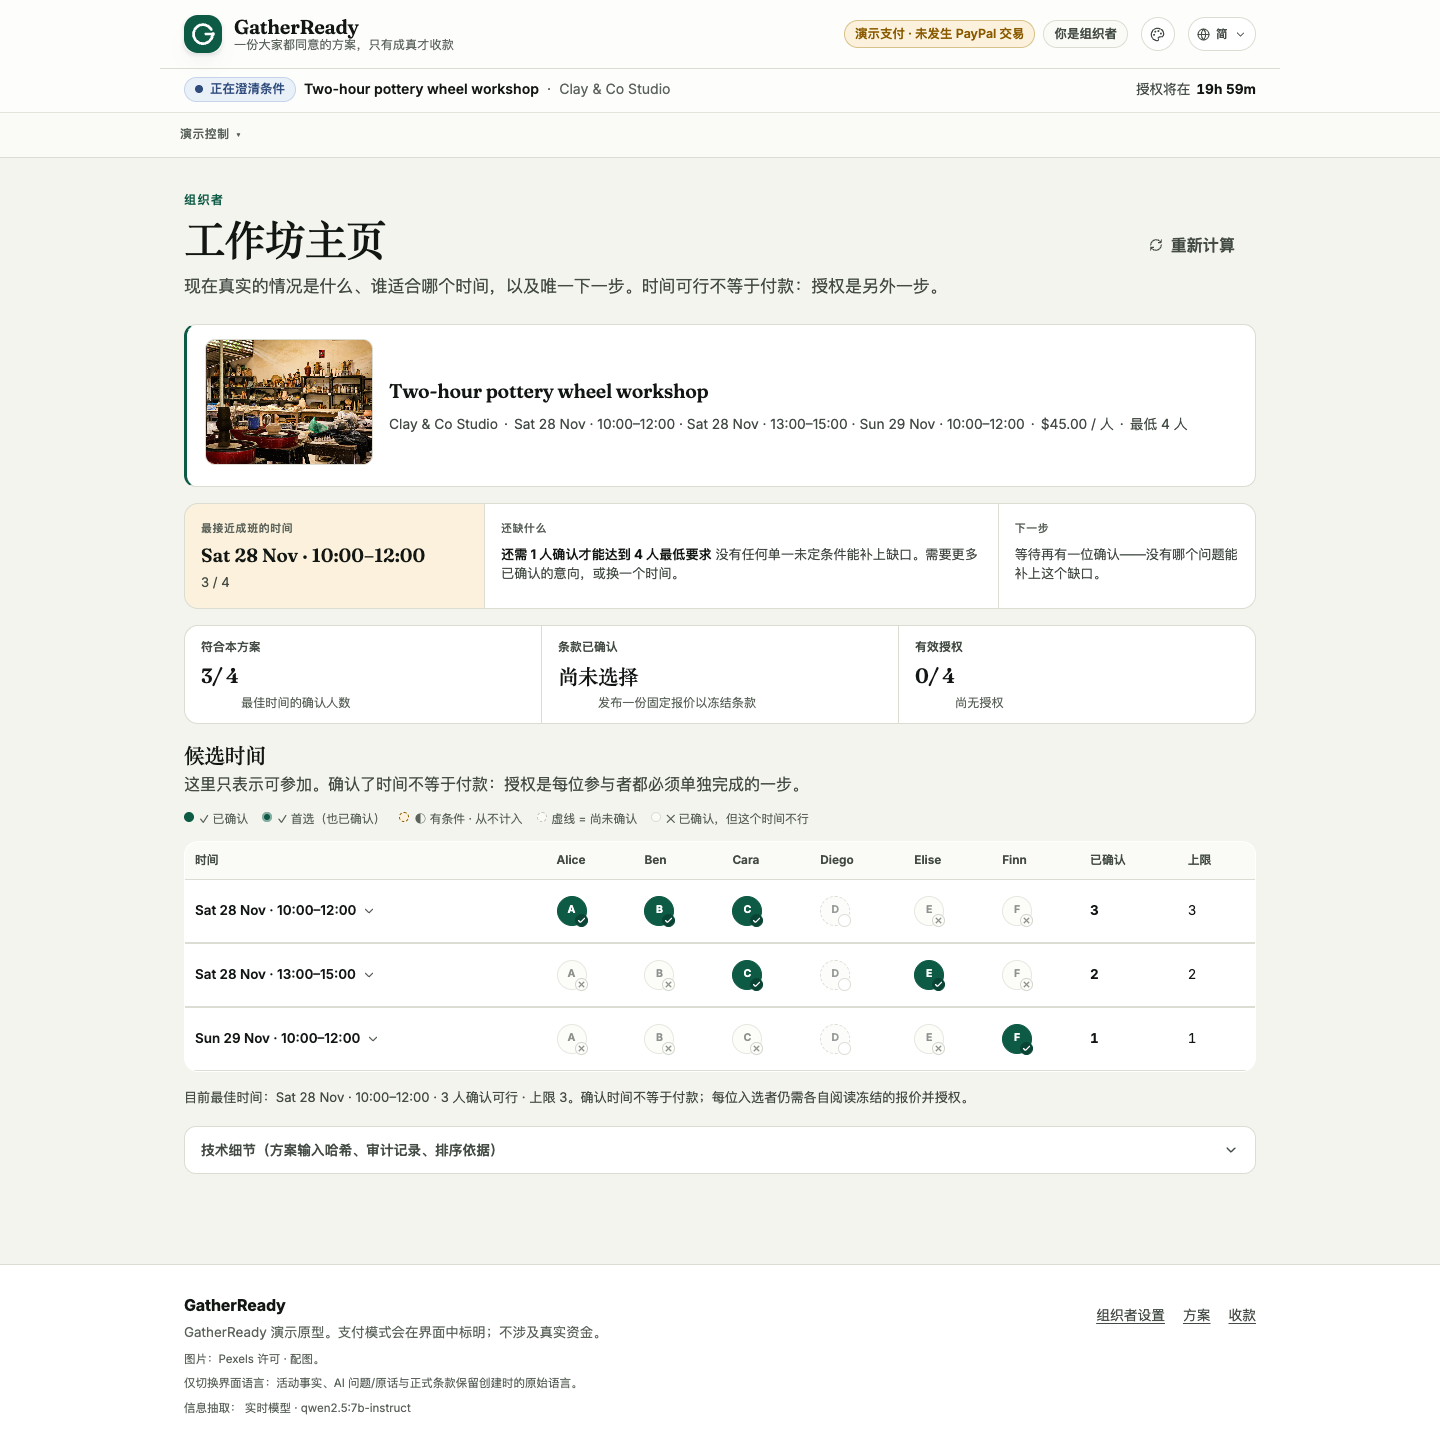 GatherReady
一份大家都同意的方案，只有成真才收款
演示支付 · 未发生 PayPal 交易
你是组织者
简
正在澄清条件
Two-hour pottery wheel workshop · Clay & Co Studio
授权将在 19h 59m
演示控制
组织者
工作坊主页
重新计算
现在真实的情况是什么、谁适合哪个时间，以及唯一下一步。时间可行不等于付款：授权是另外一步。
Two-hour pottery wheel workshop
Clay & Co Studio · Sat 28 Nov · 10:00–12:00 · Sat 28 Nov · 13:00–15:00 · Sun 29 Nov · 10:00–12:00 · $45.00 / 人 · 最低 4 人
最接近成班的时间
Sat 28 Nov · 10:00–12:00
3 / 4
还缺什么
还需 1 人确认才能达到 4 人最低要求 没有任何单一未定条件能补上缺口。需要更多
已确认的意向，或换一个时间。
下一步
等待再有一位确认——没有哪个问题能
补上这个缺口。
符合本方案
3/ 4
最佳时间的确认人数
条款已确认
尚未选择
发布一份固定报价以冻结条款
有效授权
0/ 4
尚无授权
候选时间
这里只表示可参加。确认了时间不等于付款：授权是每位参与者都必须单独完成的一步。
✓ 已确认 ✓ 首选（也已确认） ◐ 有条件 · 从不计入 虚线 = 尚未确认 ✕ 已确认，但这个时间不行
时间 Alice Ben Cara Diego Elise Finn 已确认 上限
Sat 28 Nov · 10:00–12:00 A B C D E F 3 3
Sat 28 Nov · 13:00–15:00 A B C D E F 2 2
Sun 29 Nov · 10:00–12:00 A B C D E F 1 1
目前最佳时间：Sat 28 Nov · 10:00–12:00 · 3 人确认可行 · 上限 3。确认时间不等于付款；每位入选者仍需各自阅读冻结的报价并授权。
技术细节（方案输入哈希、审计记录、排序依据）
GatherReady
GatherReady 演示原型。支付模式会在界面中标明；不涉及真实资金。
图片：Pexels 许可 · 配图。
仅切换界面语言：活动事实、AI 问题/原话与正式条款保留创建时的原始语言。
信息抽取： 实时模型 · qwen2.5:7b-instruct
组织者设置 方案 收款